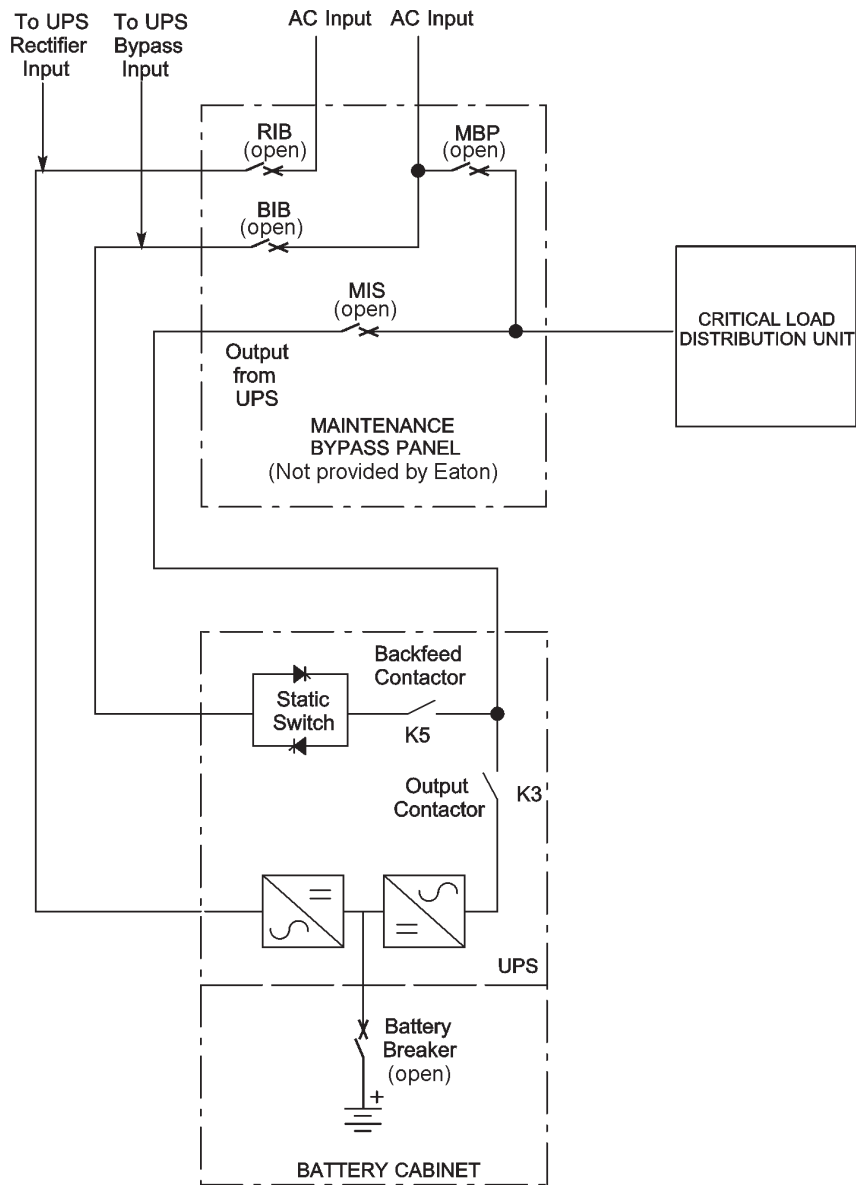 To UPS
Rectifier
Input
To UPS
Bypass
Input
AC Input
AC Input
RIB
(open)
MBP
(open)
BIB
(open)
MIS
(open)
Output
from
UPS
CRITICAL LOAD
DISTRIBUTION UNIT
MAINTENANCE
BYPASS PANEL
(Not provided by Eaton)
Backfeed
Contactor
Static
Switch
K5
Output
Contactor
K3
UPS
Battery
Breaker
(open)
+
BATTERY CABINET